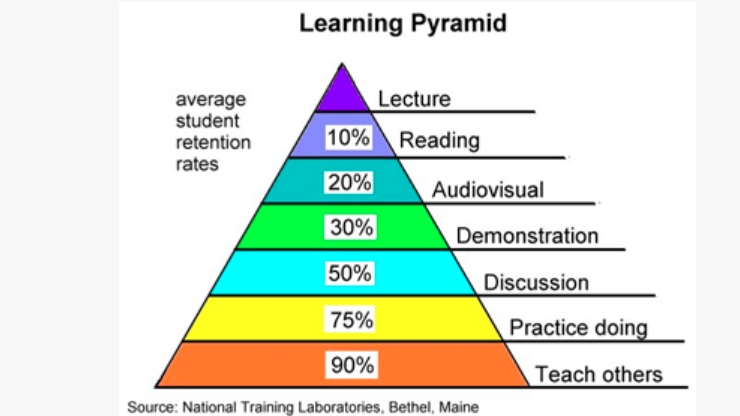 Learning Pyramid
average
student
retention
rates
Lecture
10% Reading
20% Audiovisual
30% Demonstration
50% Discussion
75% Practice doing
90% Teach others
Source: National Training Laboratories, Bethel, Maine